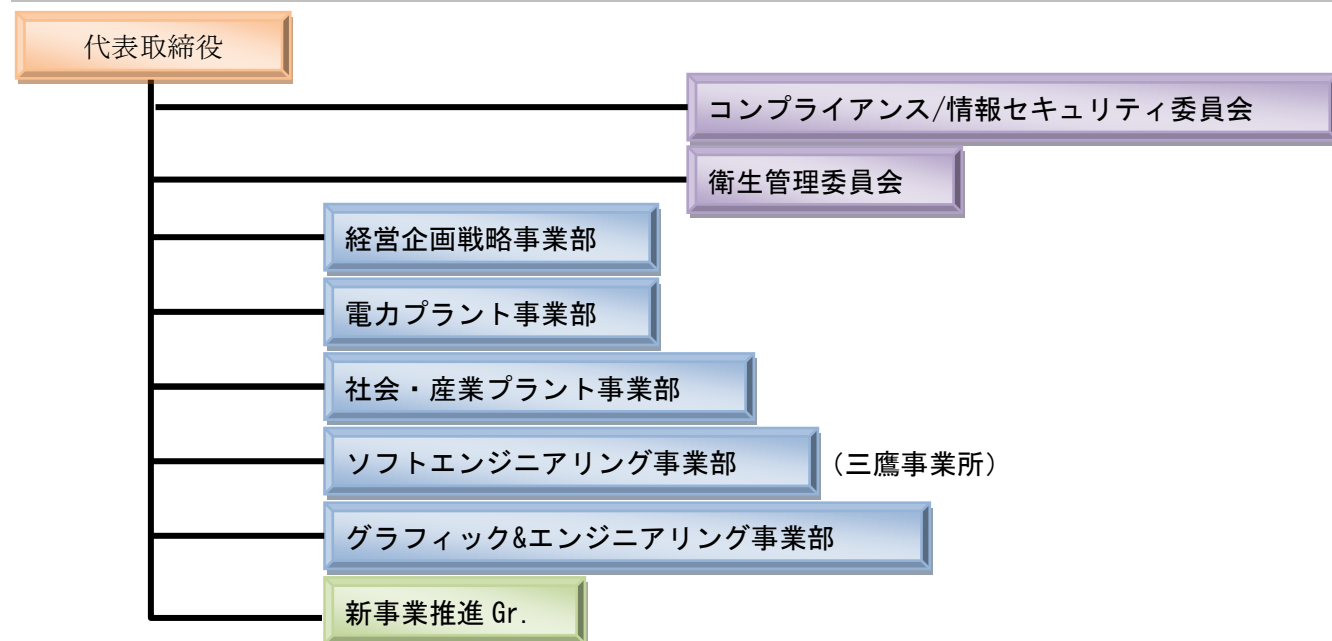 代表取締役
コンプライアンス/情報セキュリティ委員会
衛生管理委員会
経営企画戦略事業部
電力プラント事業部
社会・産業プラント事業部
ソフトエンジニアリング事業部 (三鷹事業所)
グラフィック&エンジニアリング事業部
新事業推進 Gr.